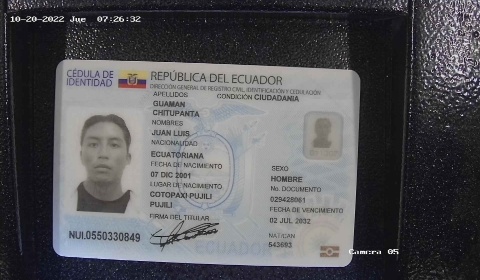 10-20-2022 Jue 07:26:32
CÉDULA DE IDENTIDAD
REPÚBLICA DEL ECUADOR
DIRECCIÓN GENERAL DE REGISTRO CIVIL, IDENTIFICACIÓN Y CEDULACIÓN
APELLIDOS CONDICIÓN CIUDADANIA
GUAMAN
CHITUPANTA
NOMBRES
JUAN LUIS
NACIONALIDAD
ECUATORIANA
FECHA DE NACIMIENTO
07 DIC 2001
LUGAR DE NACIMIENTO
COTOPAXI PUJILI
PUJILI
FIRMA DEL TITULAR
SEXO
HOMBRE
No. DOCUMENTO
029428961
FECHA DE VENCIMIENTO
02 JUL 2032
NAT/CAN
543693
NUI.0550330849
ECUADOR
Camera 05